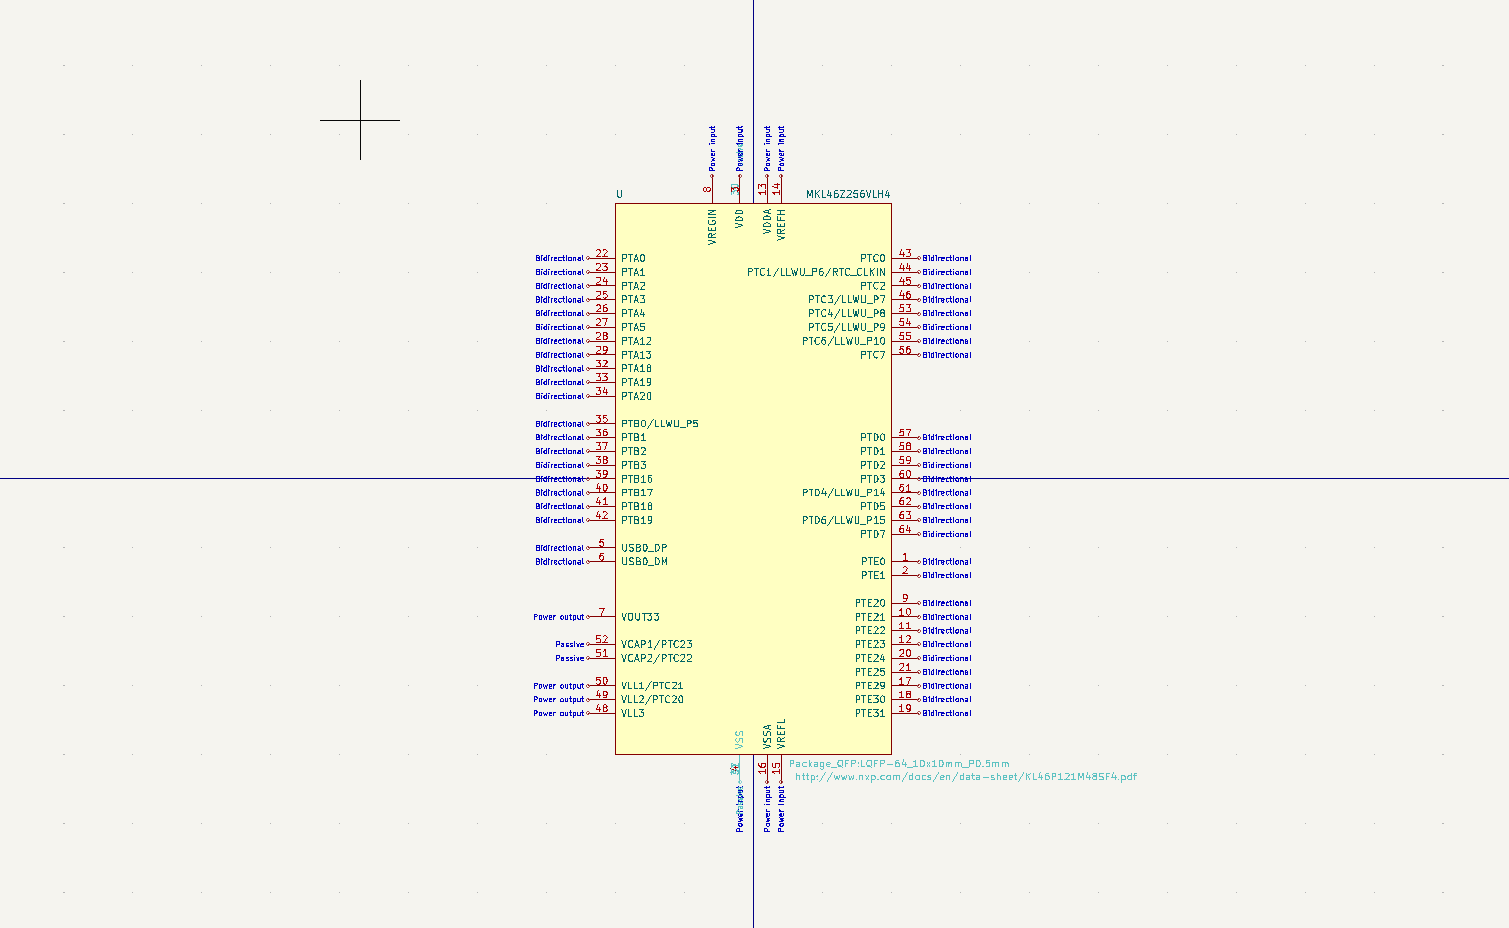 Power input Power input Power input Power input
8 3 13 14
U MKL46Z256VLH4
VREGIN VDD VDDA VREFH
Bidirectional 22 PTA0 PTC0 43 Bidirectional
Bidirectional 23 PTA1 PTC1/LLWU_P6/RTC_CLKIN 44 Bidirectional
Bidirectional 24 PTA2 PTC2 45 Bidirectional
Bidirectional 25 PTA3 PTC3/LLWU_P7 46 Bidirectional
Bidirectional 26 PTA4 PTC4/LLWU_P8 53 Bidirectional
Bidirectional 27 PTA5 PTC5/LLWU_P9 54 Bidirectional
Bidirectional 28 PTA12 PTC6/LLWU_P10 55 Bidirectional
Bidirectional 29 PTA13 PTC7 56 Bidirectional
Bidirectional 32 PTA18
Bidirectional 33 PTA19
Bidirectional 34 PTA20
Bidirectional 35 PTB0/LLWU_P5
Bidirectional 36 PTB1 PTD0 57 Bidirectional
Bidirectional 37 PTB2 PTD1 58 Bidirectional
Bidirectional 38 PTB3 PTD2 59 Bidirectional
Bidirectional 39 PTB16 PTD3 60 Bidirectional
Bidirectional 40 PTB17 PTD4/LLWU_P14 61 Bidirectional
Bidirectional 41 PTB18 PTD5 62 Bidirectional
Bidirectional 42 PTB19 PTD6/LLWU_P15 63 Bidirectional
PTD7 64 Bidirectional
Bidirectional 5 USB0_DP
Bidirectional 6 USB0_DM PTE0 1 Bidirectional
PTE1 2 Bidirectional
PTE20 9 Bidirectional
Power output 7 VOUT33 PTE21 10 Bidirectional
PTE22 11 Bidirectional
Passive 52 VCAP1/PTC23 PTE23 12 Bidirectional
Passive 51 VCAP2/PTC22 PTE24 20 Bidirectional
PTE25 21 Bidirectional
Power output 50 VLL1/PTC21 PTE29 17 Bidirectional
Power output 49 VLL2/PTC20 PTE30 18 Bidirectional
Power output 48 VLL3 PTE31 19 Bidirectional
VSS VSSA VREFL
16 15
Package_QFP:LQFP-64_10x10mm_P0.5mm
http://www.nxp.com/docs/en/data-sheet/KL46P121M48SF4.pdf
Power input Power input Power input